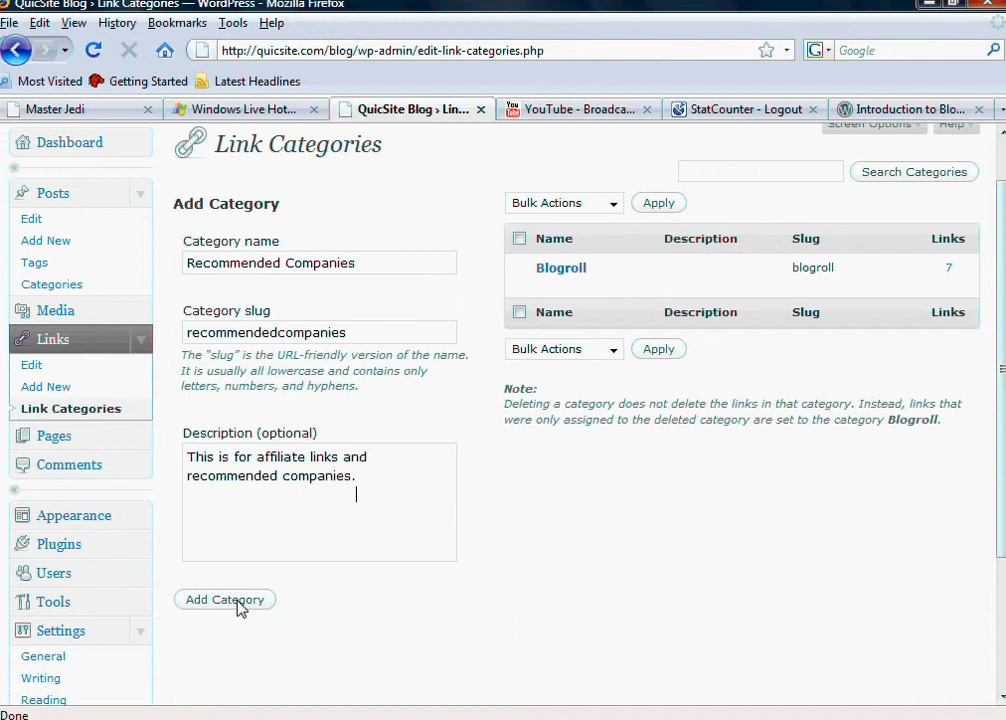 QuicSite Blog › Link Categories — WordPress - Mozilla Firefox
File Edit View History Bookmarks Tools Help
http://quicsite.com/blog/wp-admin/edit-link-categories.php
G Google
Most Visited Getting Started Latest Headlines
Master Jedi
Windows Live Hot...
QuicSite Blog › Lin...
You Tube
YouTube - Broadca...
StatCounter - Logout
Introduction to Blo...
Screen Options Help
Dashboard
Link Categories
Search Categories
Posts
Edit
Add New
Tags
Categories
Media
Links
Edit
Add New
Link Categories
Pages
Comments
Appearance
Plugins
Users
Tools
Settings
General
Writing
Reading
Add Category
Category name
Recommended Companies
Category slug
recommendedcompanies
The "slug" is the URL-friendly version of the name.
It is usually all lowercase and contains only
letters, numbers, and hyphens.
Description (optional)
This is for affiliate links and
recommended companies.
Add Category
Bulk Actions Apply
Name Description Slug Links
Blogroll blogroll 7
Name Description Slug Links
Bulk Actions Apply
Note:
Deleting a category does not delete the links in that category. Instead, links that
were only assigned to the deleted category are set to the category Blogroll.
Done